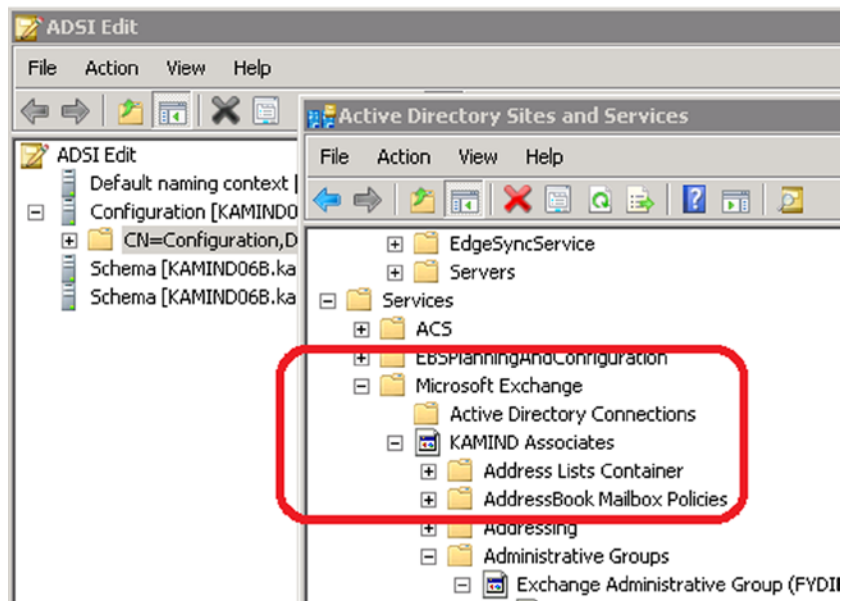 ADSI Edit
File Action View Help
ADSI Edit
Default naming context [
Configuration [KAMIND0
CN=Configuration,D
Schema [KAMIND06B.ka
Schema [KAMIND06B.ka
Active Directory Sites and Services
File Action View Help
EdgeSyncService
Servers
Services
ACS
EBSPlanningAndConfiguration
Microsoft Exchange
Active Directory Connections
KAMIND Associates
Address Lists Container
AddressBook Mailbox Policies
Addressing
Administrative Groups
Exchange Administrative Group (FYDI